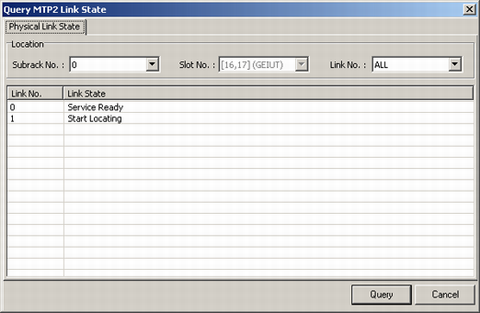 Query MTP2 Link State
Physical Link State
Location
Subrack No. : 0 Slot No. : [16,17] (GEIUT) Link No. : ALL
Link No. Link State
0 Service Ready
1 Start Locating
Query Cancel